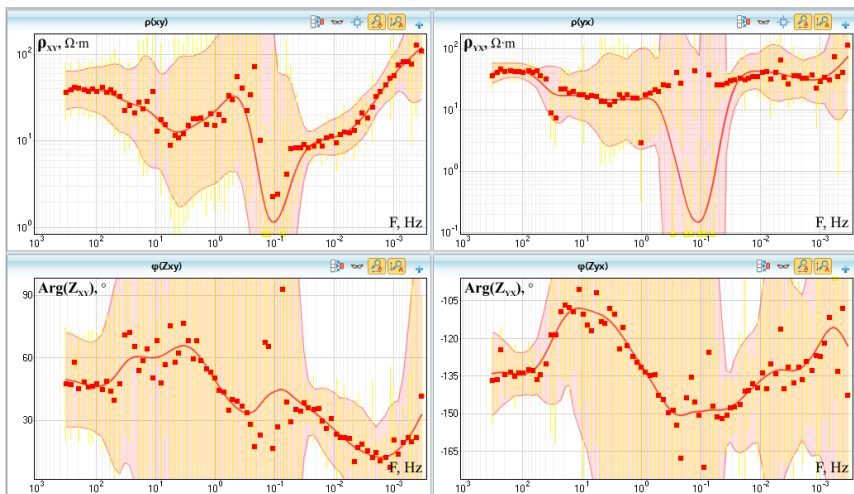 ρ(xy)
ρXY, Ω·m
10²
10¹
10⁰
F, Hz
10³ 10² 10¹ 10⁰ 10⁻¹ 10⁻² 10⁻³
ρ(yx)
ρYX, Ω·m
10²
10¹
10⁰
10⁻¹
F, Hz
10³ 10² 10¹ 10⁰ 10⁻¹ 10⁻² 10⁻³
φ(Zxy)
Arg(ZXY), °
90
60
30
F, Hz
10³ 10² 10¹ 10⁰ 10⁻¹ 10⁻² 10⁻³
φ(Zyx)
Arg(ZYX), °
-105
-120
-135
-150
-165
F, Hz
10³ 10² 10¹ 10⁰ 10⁻¹ 10⁻² 10⁻³